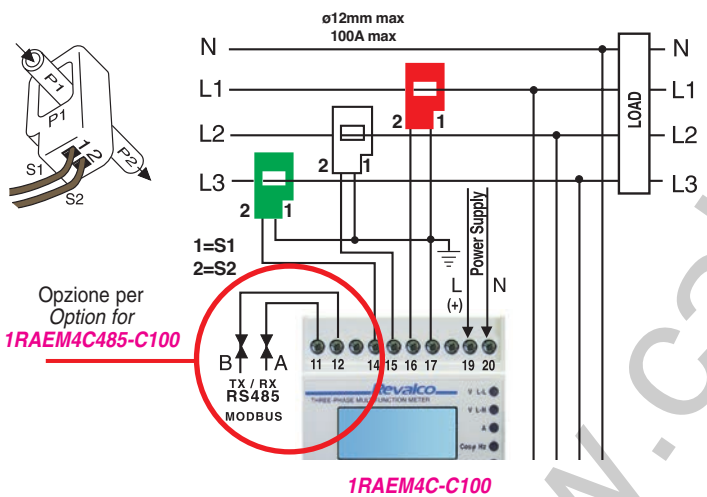 ø12mm max
100A max
N
N
L1
L1
L2
L2
L3
L3
LOAD
2
1
2
1
2
1
P1
P1
P2
1
2
S1
S2
1=S1
2=S2
Power Supply
L
(+)
N
Opzione per
Option for
1RAEM4C485-C100
B
A
TX / RX
RS485
MODBUS
11
12
14
15
16
17
19
20
Revalco
THREE-PHASE MULTIFUNCTION METER
V L-L
V L-N
A
Cosφ Hz
1RAEM4C-C100